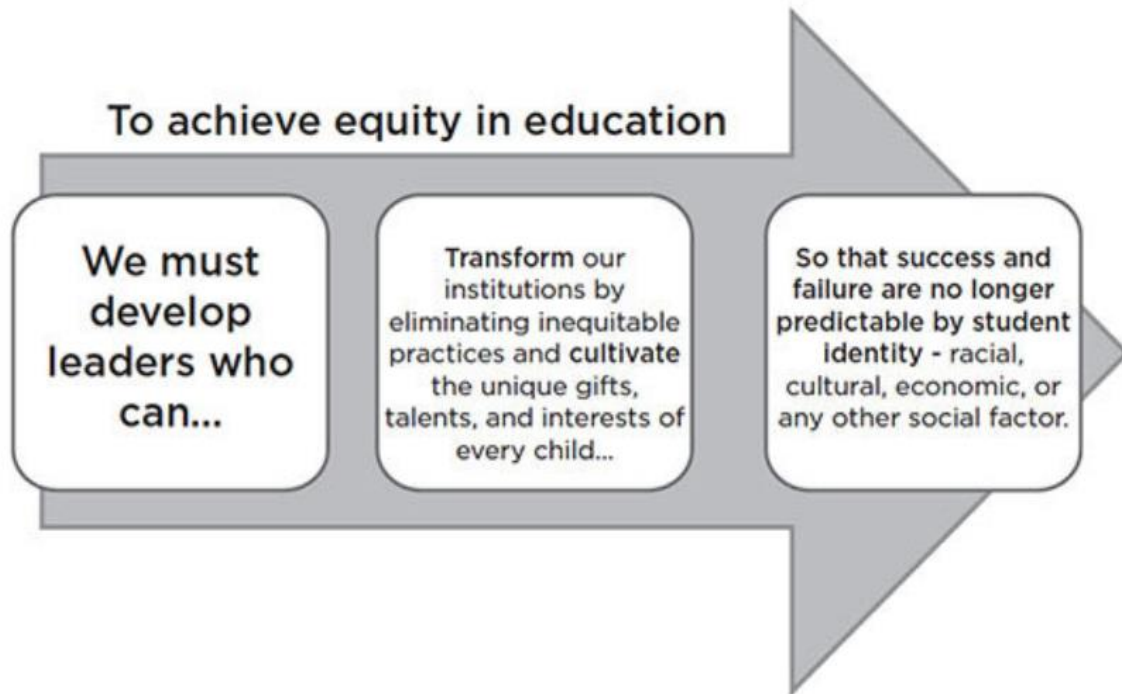 To achieve equity in education
We must
develop
leaders who
can...
Transform our
institutions by
eliminating inequitable
practices and cultivate
the unique gifts,
talents, and interests of
every child...
So that success and
failure are no longer
predictable by student
identity - racial,
cultural, economic, or
any other social factor.